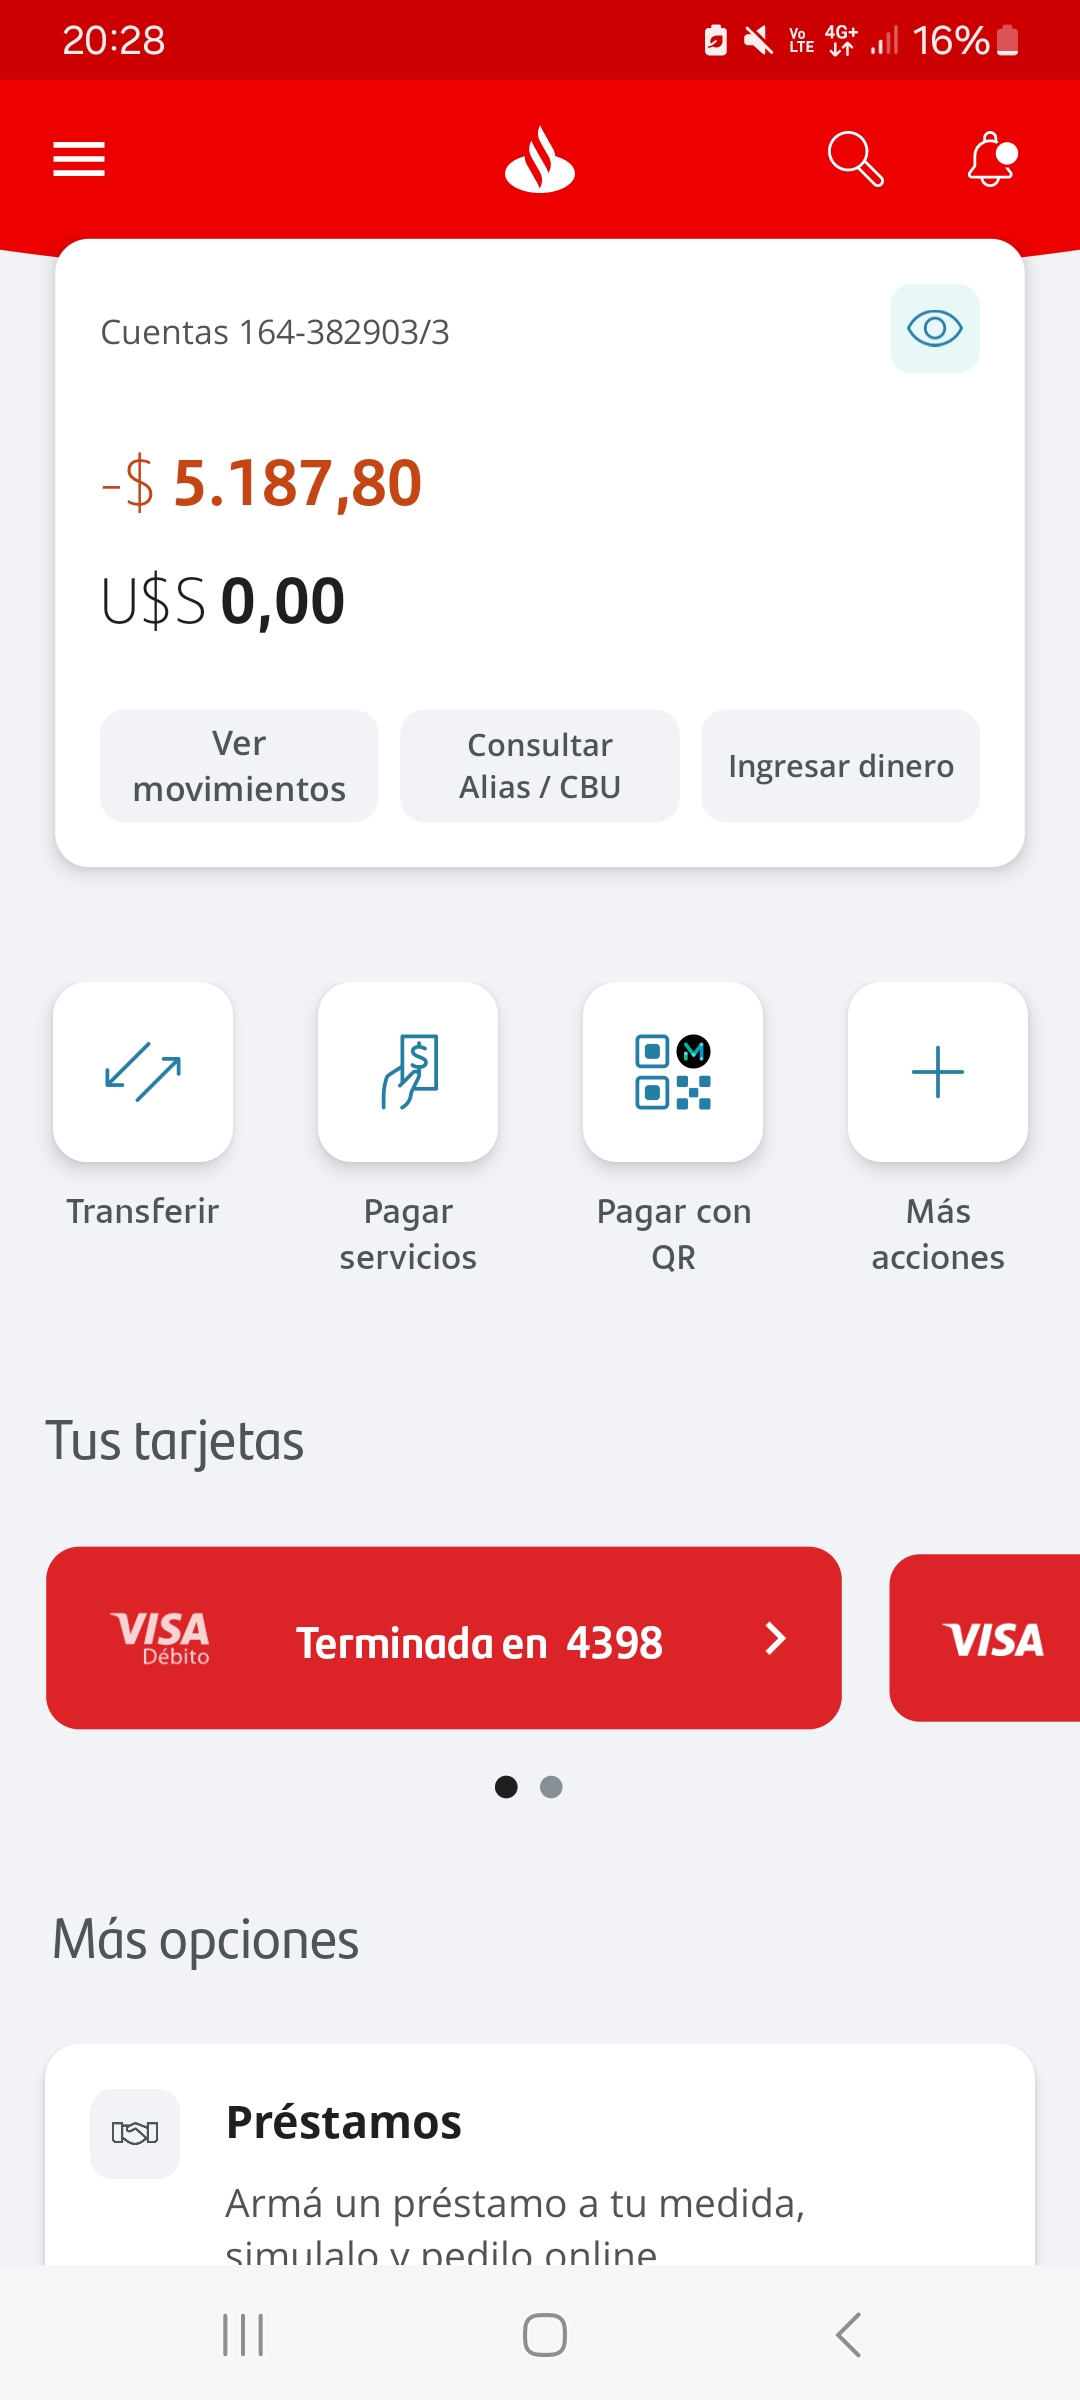 20:28
Vo LTE 4G+ 16%
Cuentas 164-382903/3
-$ 5.187,80
U$S 0,00
Ver
movimientos
Consultar
Alias / CBU
Ingresar dinero
Transferir
Pagar
servicios
Pagar con
QR
Más
acciones
Tus tarjetas
VISA
Débito
Terminada en 4398
VISA
Más opciones
Préstamos
Armá un préstamo a tu medida,
simulalo y pedilo online